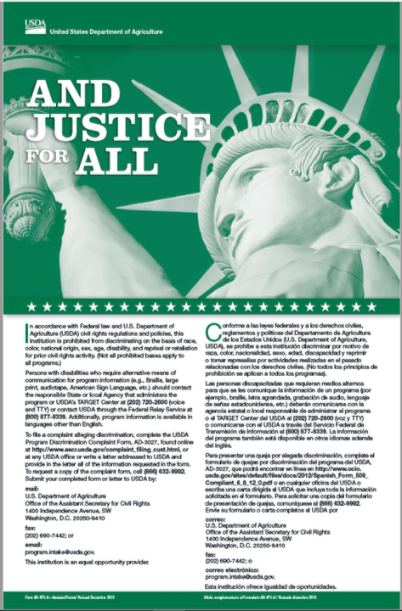 USDA
United States Department of Agriculture
AND
JUSTICE
FOR ALL
In accordance with Federal law and U.S. Department of
Agriculture (USDA) civil rights regulations and policies, this
institution is prohibited from discriminating on the basis of race,
color, national origin, sex, age, disability, and reprisal or retaliation
for prior civil rights activity. (Not all prohibited bases apply to
all programs.)
Persons with disabilities who require alternative means of
communication for program information (e.g., Braille, large
print, audiotape, American Sign Language, etc.) should contact
the responsible State or local Agency that administers the
program or USDA's TARGET Center at (202) 720-2600 (voice
and TTY) or contact USDA through the Federal Relay Service at
(800) 877-8339. Additionally, program information is available in
languages other than English.
To file a complaint alleging discrimination, complete the USDA
Program Discrimination Complaint Form, AD-3027, found online
at http://www.ascr.usda.gov/complaint_filing_cust.html, or
at any USDA office or write a letter addressed to USDA and
provide in the letter all of the information requested in the form.
To request a copy of the complaint form, call (866) 632-9992.
Submit your completed form or letter to USDA by:
mail:
U.S. Department of Agriculture
Office of the Assistant Secretary for Civil Rights
1400 Independence Avenue, SW
Washington, D.C. 20250-9410
fax:
(202) 690-7442; or
email:
program.intake@usda.gov.
This institution is an equal opportunity provider.
Conforme a las leyes federales y a los derechos civiles,
reglamentos y políticas del Departamento de Agricultura
de los Estados Unidos (U.S. Department of Agriculture,
USDA), se prohíbe a esta institución discriminar por motivo de
raza, color, nacionalidad, sexo, edad, discapacidad y reprimir
o tomar represalias por actividades realizadas en el pasado
relacionadas con los derechos civiles. (No todos los principios de
prohibición se aplican a todos los programas).
Las personas discapacitadas que requieran medios alternos
para que se les comunique la información de un programa (por
ejemplo, braille, letra agrandada, grabación de audio, lenguaje
de señas estadounidense, etc.) deberán comunicarse con la
agencia estatal o local responsable de administrar el programa
o al TARGET Center del USDA al (202) 720-2600 (voz y TTY)
o comunicarse con el USDA a través del Servicio Federal de
Transmisión de Información al (800) 877-8339. La información
del programa también está disponible en otros idiomas además
del inglés.
Para presentar una queja por alegada discriminación, complete el
formulario de quejas por discriminación del programa del USDA,
AD-3027, que podrá encontrar en línea en http://www.ocio.
usda.gov/sites/default/files/docs/2012/Spanish_Form_508_
Compliant_6_8_12_0.pdf o en cualquier oficina del USDA o
escriba una carta dirigida al USDA que incluya toda la información
solicitada en el formulario. Para solicitar una copia del formulario
de presentación de quejas, comuníquese al (866) 632-9992.
Envíe su formulario o carta completos al USDA por
correo:
U.S. Department of Agriculture
Office of the Assistant Secretary for Civil Rights
1400 Independence Avenue, SW
Washington, D.C. 20250-9410
fax:
(202) 690-7442; o
correo electrónico:
program.intake@usda.gov.
Esta institución ofrece igualdad de oportunidades.